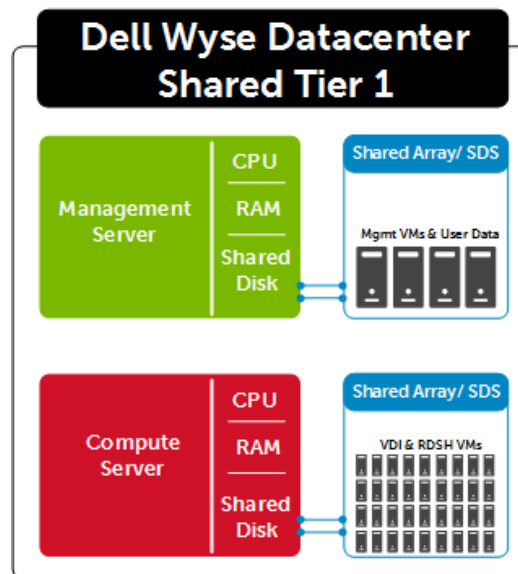 Dell Wyse Datacenter
Shared Tier 1
Management
Server
CPU
RAM
Shared
Disk
Shared Array/ SDS
Mgmt VMs & User Data
Compute
Server
CPU
RAM
Shared
Disk
Shared Array/ SDS
VDI & RDSH VMs